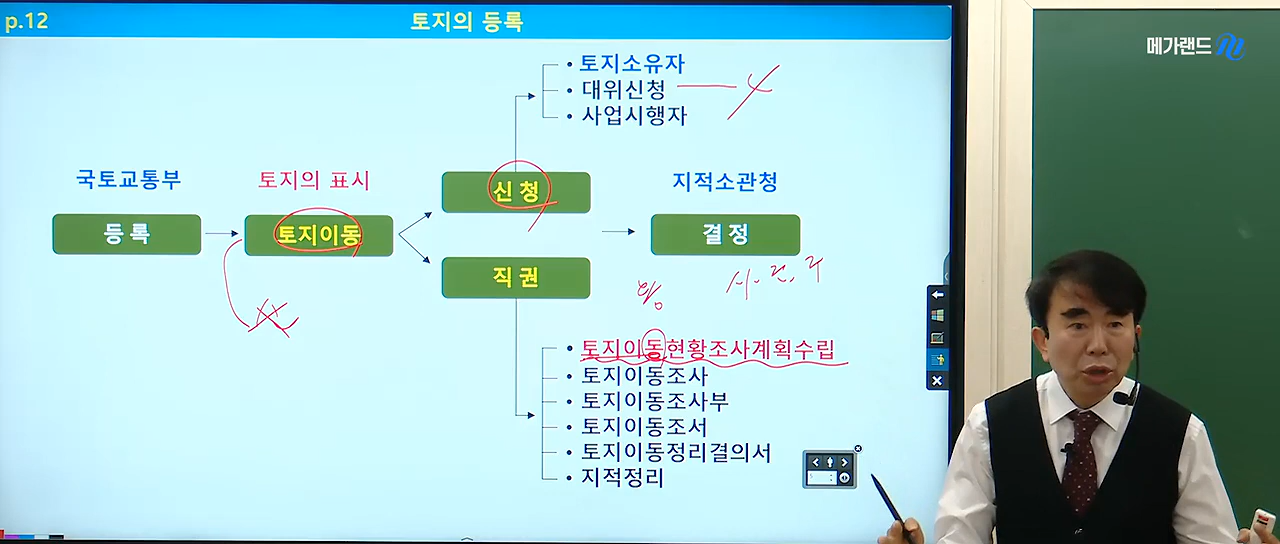 p.12
토지의 등록
메가랜드
• 토지소유자
• 대위신청
• 사업시행자
국토교통부
토지의 표시
지적소관청
등 록
토지이동
신 청
결 정
직 권
• 토지이동현황조사계획수립
• 토지이동조사
• 토지이동조사부
• 토지이동조서
• 토지이동정리결의서
• 지적정리